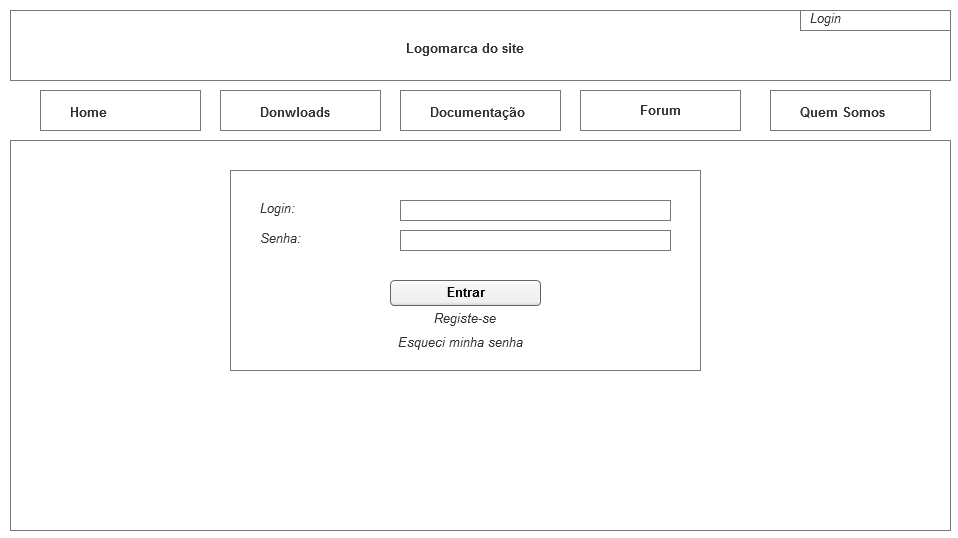 Login
Logomarca do site
Home
Donwloads
Documentação
Forum
Quem Somos
Login:
Senha:
Entrar
Registe-se
Esqueci minha senha